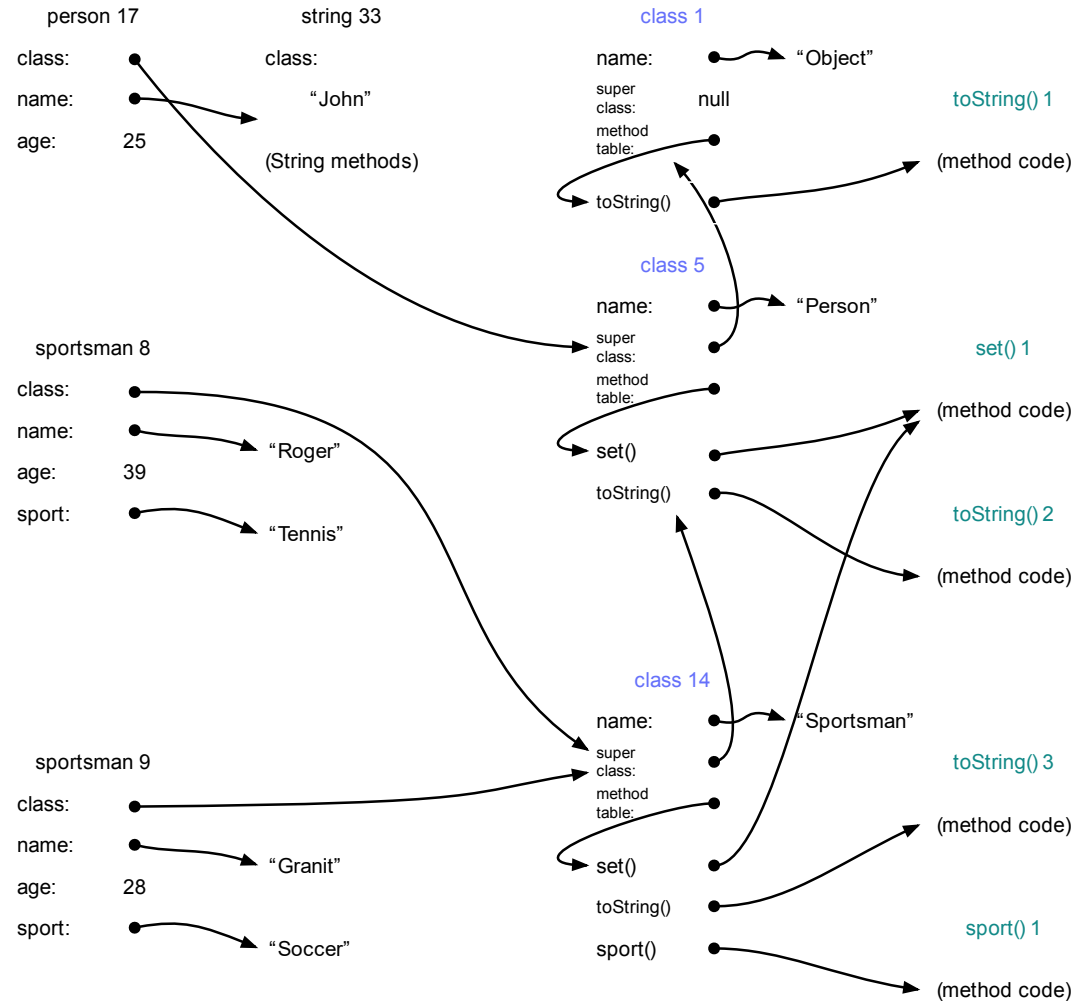 person 17
class:
name:
age: 25
string 33
class:
“John”
(String methods)
sportsman 8
class:
name: “Roger”
age: 39
sport: “Tennis”
sportsman 9
class:
name: “Granit”
age: 28
sport: “Soccer”
class 1
name: “Object”
super
class: null
method
table:
toString()
class 5
name: “Person”
super
class:
method
table:
set()
toString()
class 14
name: “Sportsman”
super
class:
method
table:
set()
toString()
sport()
toString() 1
(method code)
set() 1
(method code)
toString() 2
(method code)
toString() 3
(method code)
sport() 1
(method code)